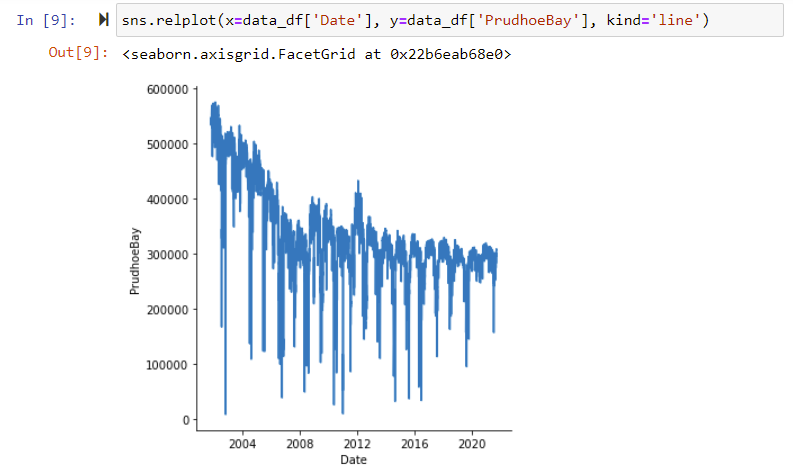 In [9]: sns.relplot(x=data_df['Date'], y=data_df['PrudhoeBay'], kind='line')
Out[9]: <seaborn.axisgrid.FacetGrid at 0x22b6eab68e0>
600000
500000
400000
300000
200000
100000
0
PrudhoeBay
2004 2008 2012 2016 2020
Date